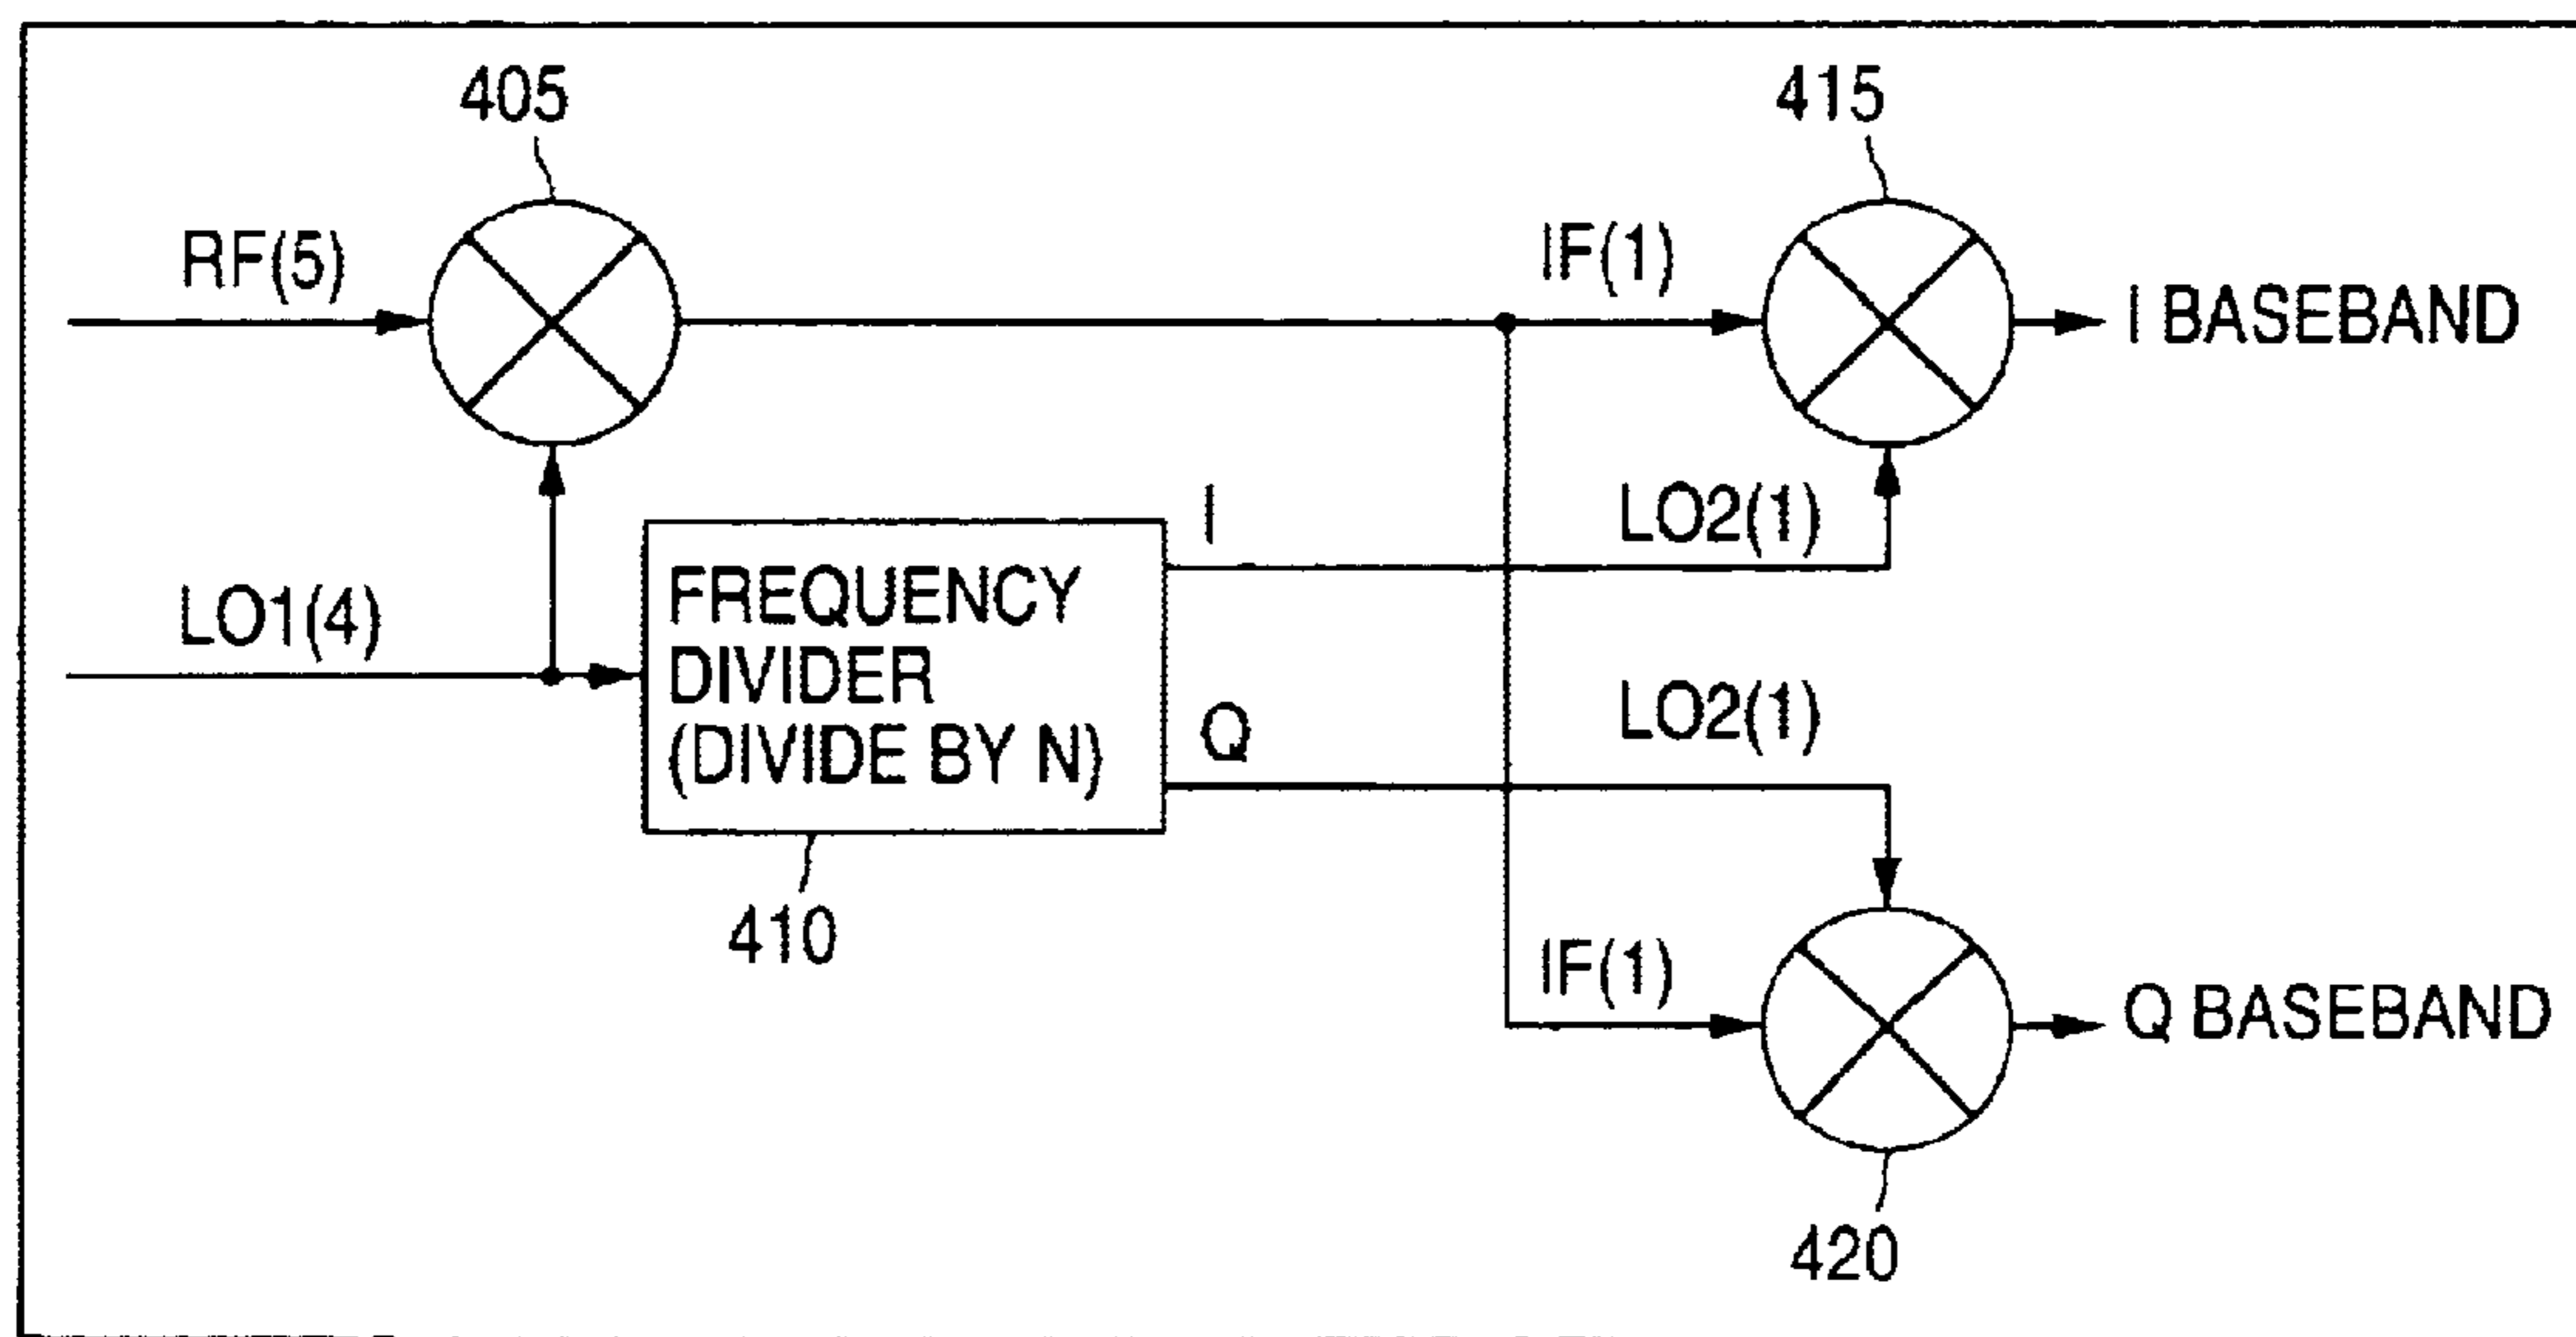 405
415
RF(5)
IF(1)
I BASEBAND
I
LO2(1)
LO1(4)
FREQUENCY
DIVIDER
(DIVIDE BY N)
Q
LO2(1)
410
IF(1)
Q BASEBAND
420